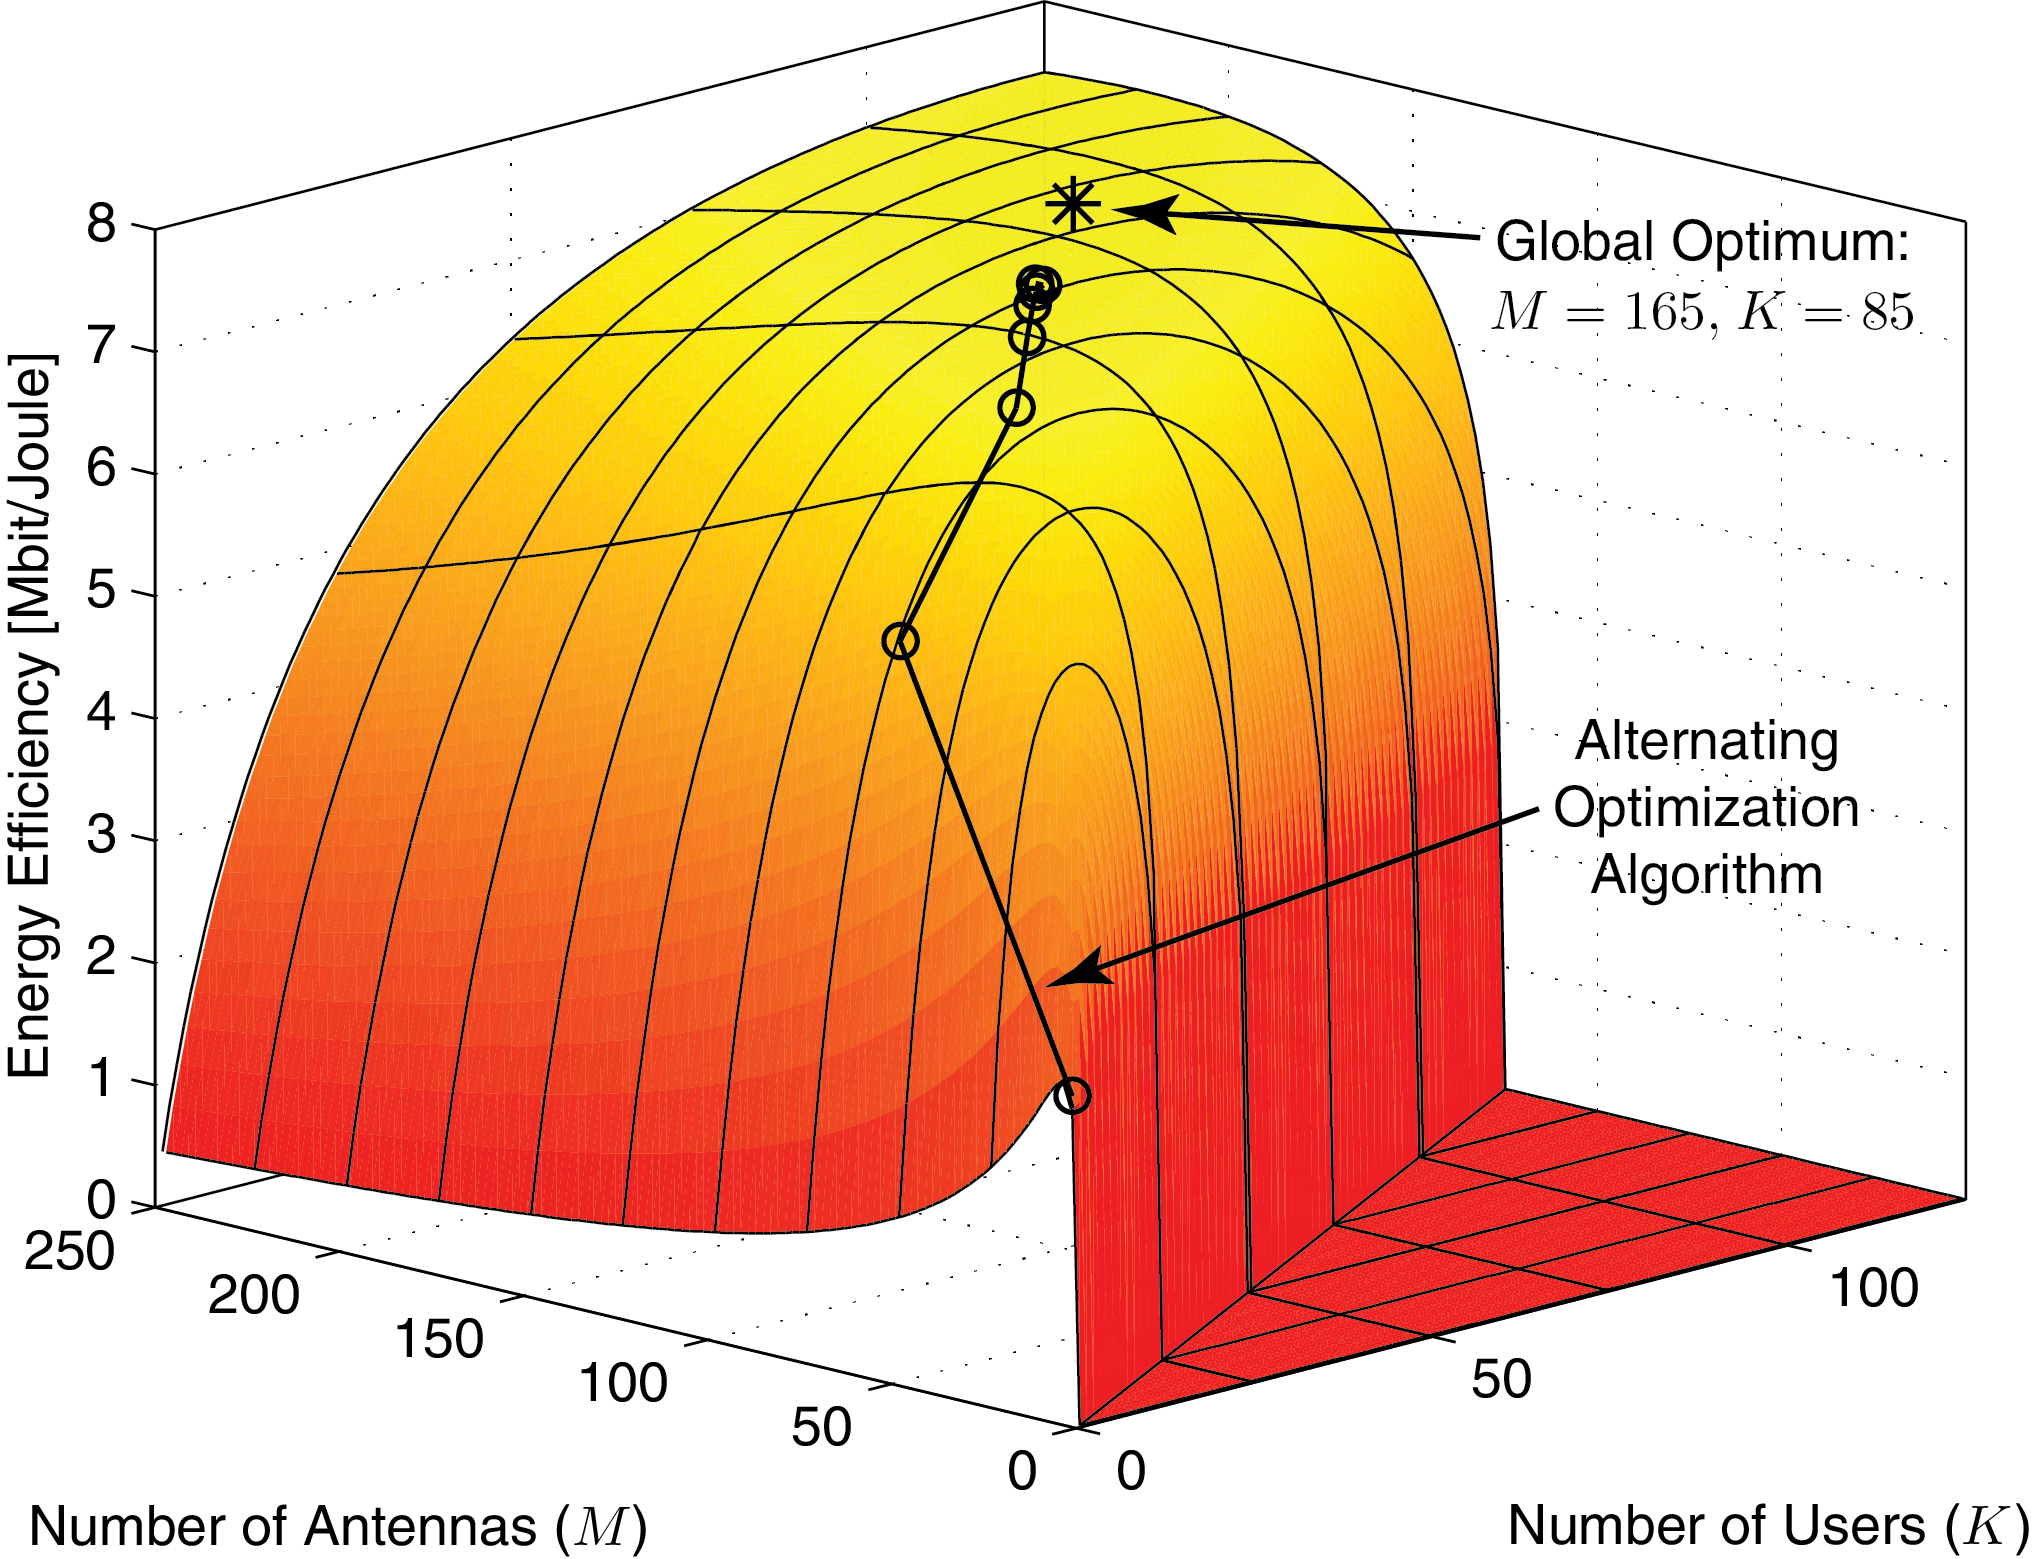 Energy Efficiency [Mbit/Joule]
8
7
6
5
4
3
2
1
0
250
200
150
100
50
0
0
50
100
Number of Antennas (M)
Number of Users (K)
Global Optimum:
M = 165, K = 85
Alternating
Optimization
Algorithm